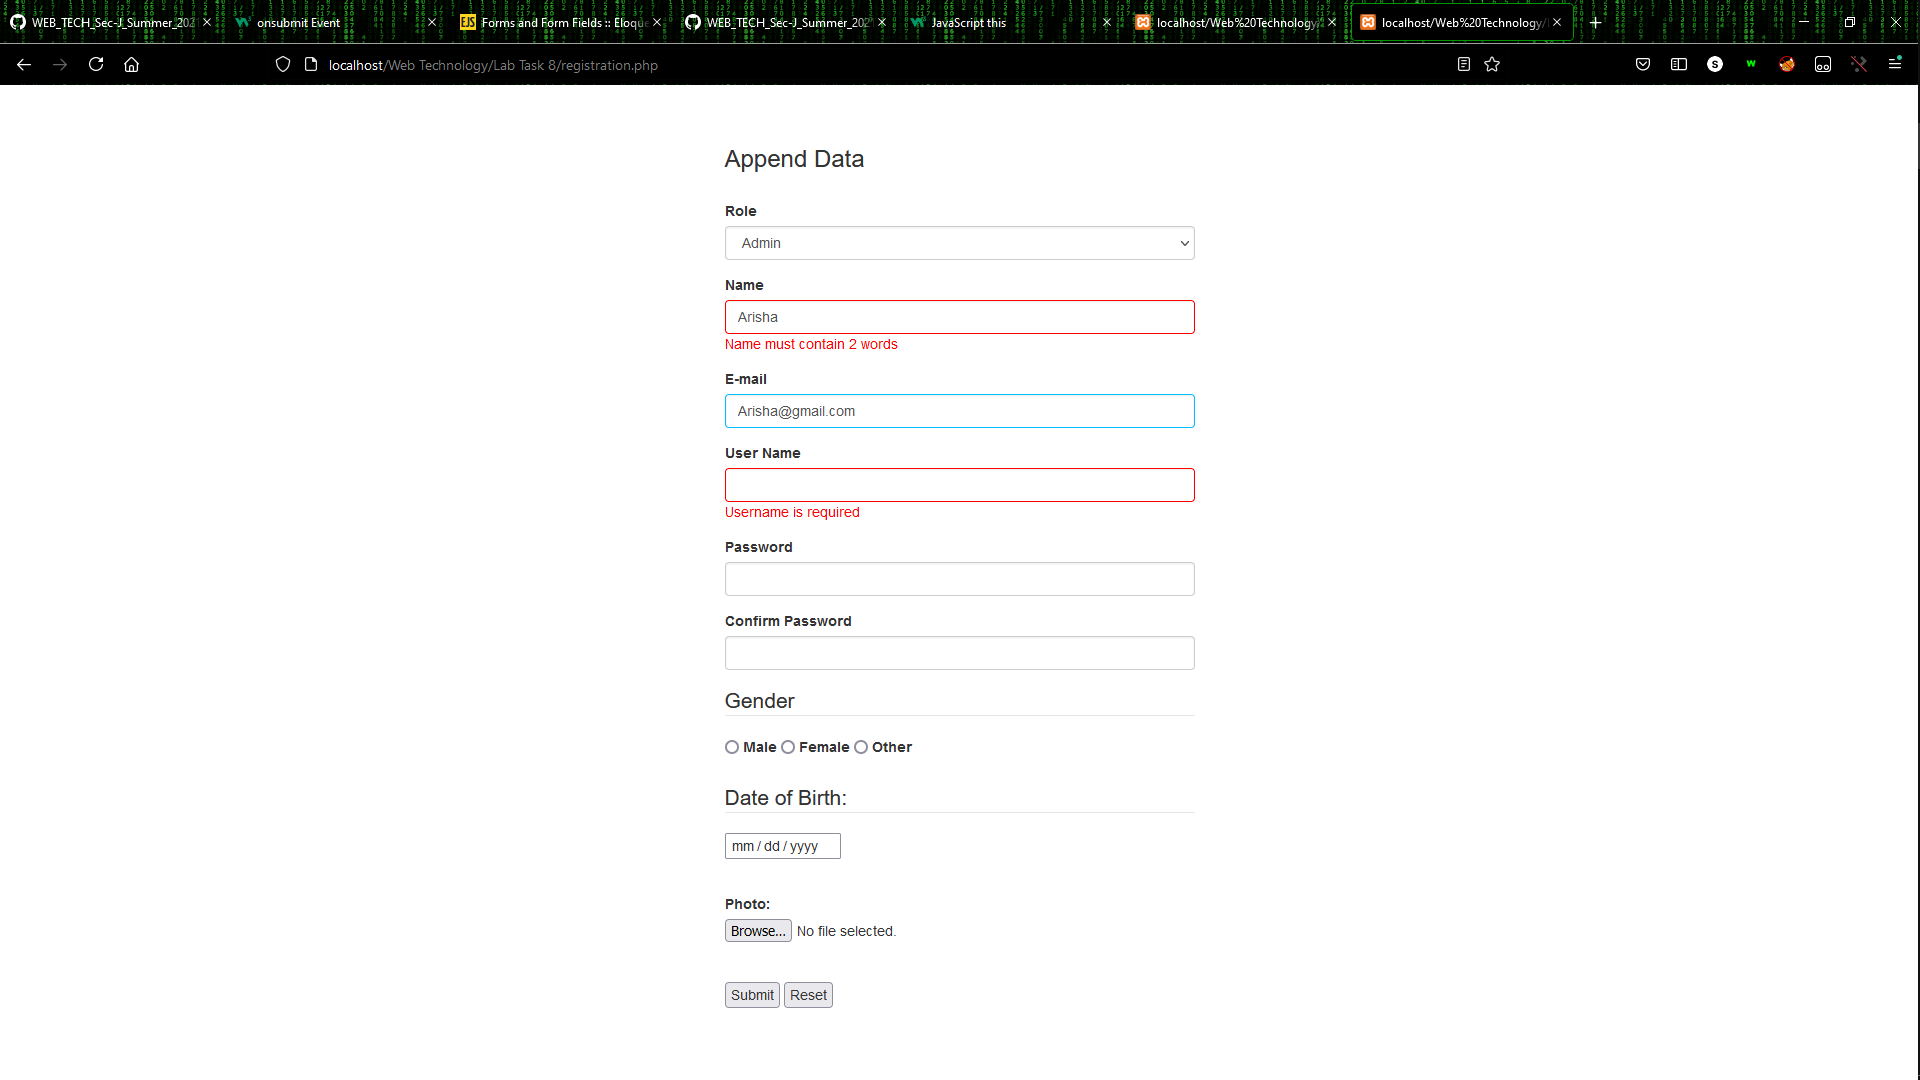 WEB_TECH_Sec-J_Summer_202
onsubmit Event
Forms and Form Fields :: Eloque
WEB_TECH_Sec-J_Summer_202
JavaScript this
localhost/Web%20Technology/
localhost/Web%20Technology/
localhost/Web Technology/Lab Task 8/registration.php
Append Data
Role
Admin
Name
Arisha
Name must contain 2 words
E-mail
Arisha@gmail.com
User Name
Username is required
Password
Confirm Password
Gender
Male Female Other
Date of Birth:
mm / dd / yyyy
Photo:
Browse... No file selected.
Submit Reset